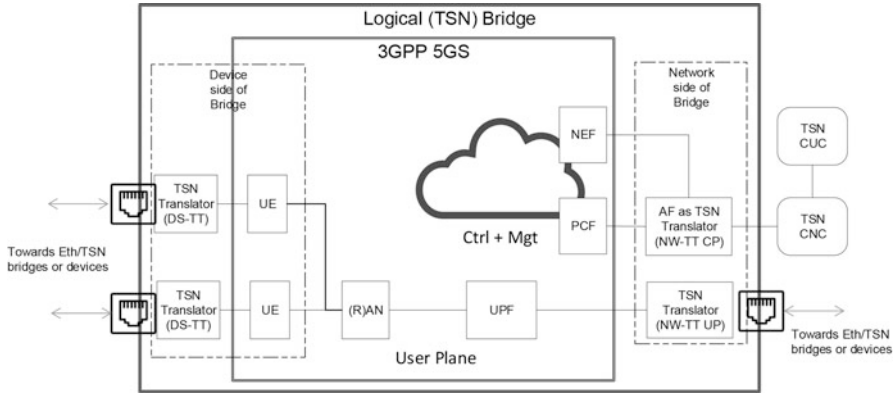 Logical (TSN) Bridge
3GPP 5GS
Device
side of
Bridge
Network
side of
Bridge
NEF
TSN
CUC
TSN
Translator
(DS-TT)
UE
Ctrl + Mgt
PCF
AF as TSN
Translator
(NW-TT CP)
TSN
CNC
Towards Eth/TSN
bridges or devices
TSN
Translator
(DS-TT)
UE
(R)AN
UPF
TSN
Translator
(NW-TT UP)
User Plane
Towards Eth/TSN
bridges or devices